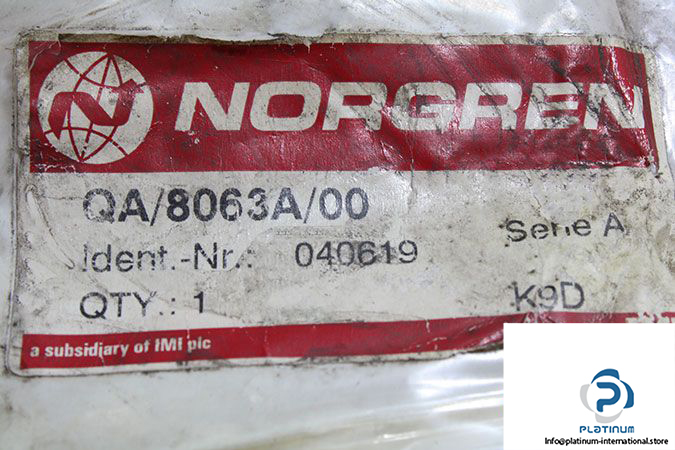 NORGREN
QA/8063A/00
Ident.-Nr.: 040619
Serie A
QTY.: 1
K9D
a subsidiary of IMI plc
PLATINUM
Info@platinum-international.store